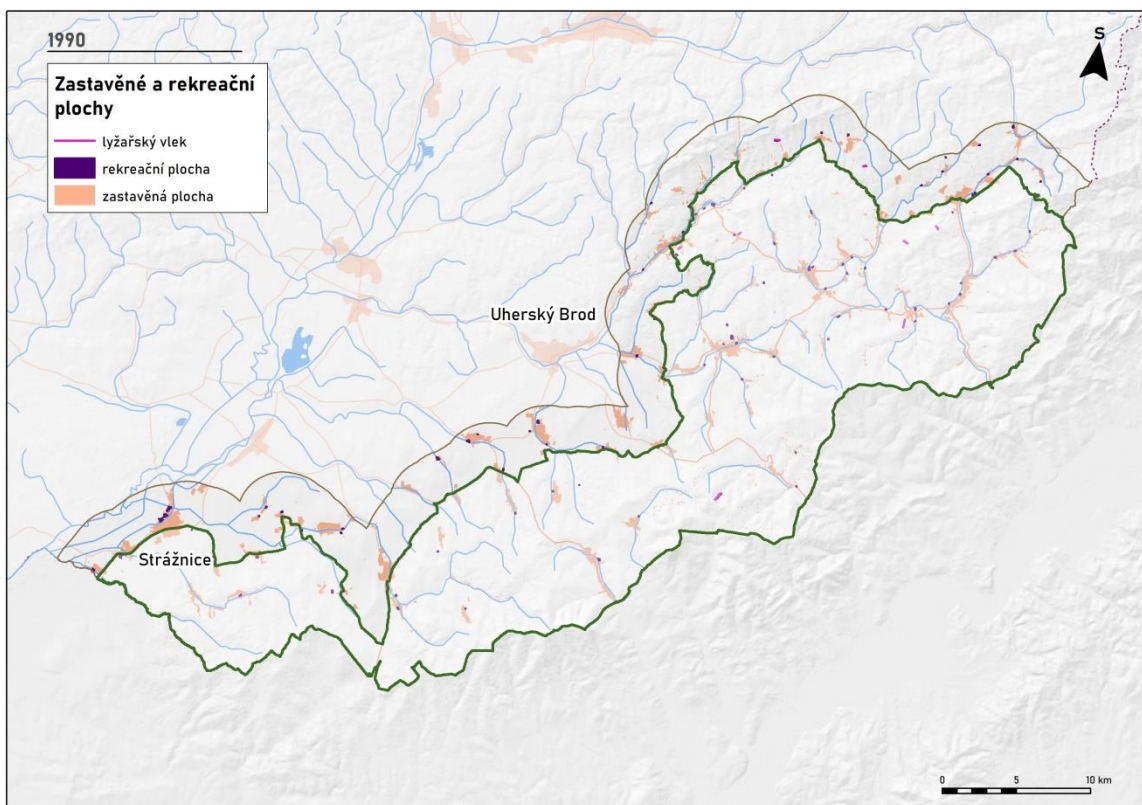 1990
Zastavěné a rekreační
plochy
lyžařský vlek
rekreační plocha
zastavěná plocha
S
Uherský Brod
Strážnice
0 5 10 km